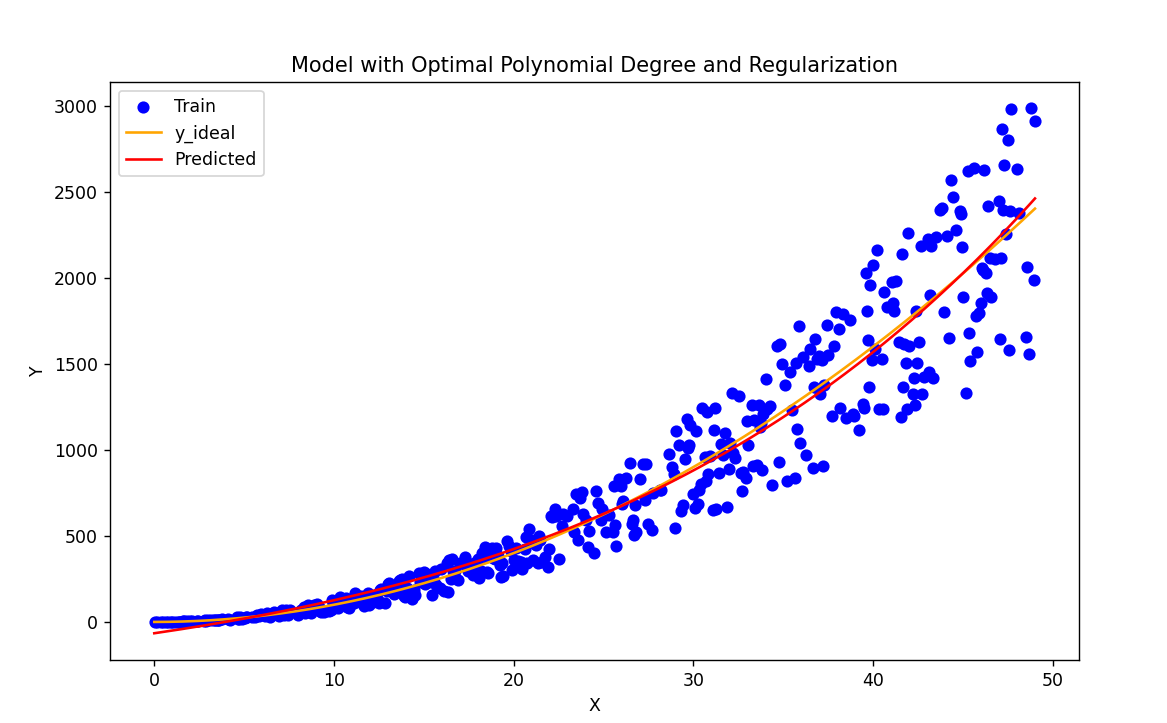 Model with Optimal Polynomial Degree and Regularization
Train
y_ideal
Predicted
3000
2500
2000
1500
1000
500
0
Y
0 10 20 30 40 50
X